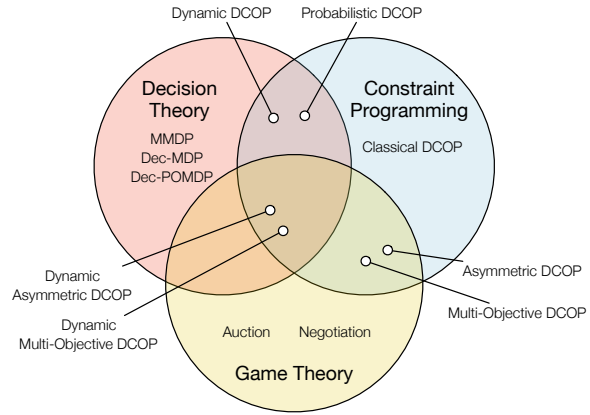 Dynamic DCOP
Probabilistic DCOP
Decision
Theory
MMDP
Dec-MDP
Dec-POMDP
Constraint
Programming
Classical DCOP
Dynamic
Asymmetric DCOP
Dynamic
Multi-Objective DCOP
Asymmetric DCOP
Multi-Objective DCOP
Auction Negotiation
Game Theory